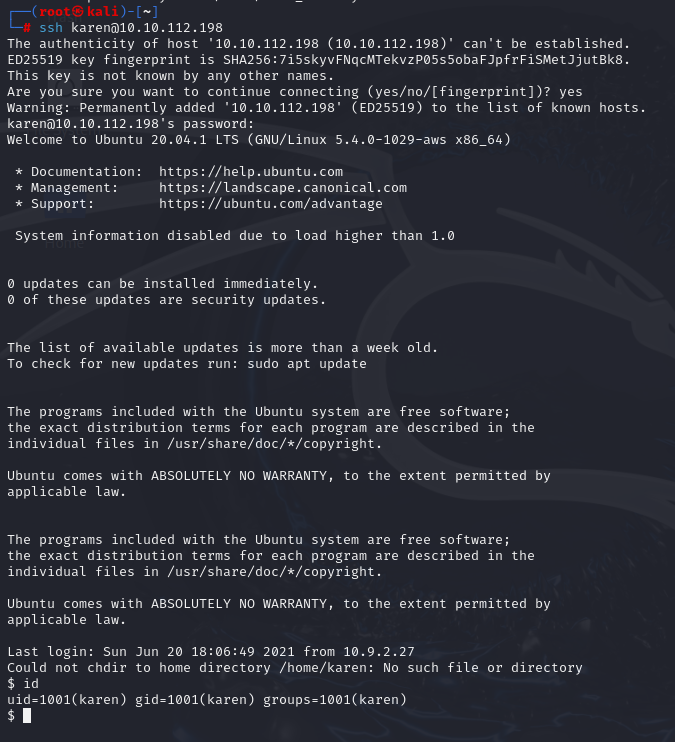 ┌──(root㉿kali)-[~]
└─# ssh karen@10.10.112.198
The authenticity of host '10.10.112.198 (10.10.112.198)' can't be established.
ED25519 key fingerprint is SHA256:7i5skyvFNqcMTekvzP05s5obaFJpfrFiSMetJjutBk8.
This key is not known by any other names.
Are you sure you want to continue connecting (yes/no/[fingerprint])? yes
Warning: Permanently added '10.10.112.198' (ED25519) to the list of known hosts.
karen@10.10.112.198's password:
Welcome to Ubuntu 20.04.1 LTS (GNU/Linux 5.4.0-1029-aws x86_64)

 * Documentation:  https://help.ubuntu.com
 * Management:     https://landscape.canonical.com
 * Support:        https://ubuntu.com/advantage

 System information disabled due to load higher than 1.0

0 updates can be installed immediately.
0 of these updates are security updates.

The list of available updates is more than a week old.
To check for new updates run: sudo apt update

The programs included with the Ubuntu system are free software;
the exact distribution terms for each program are described in the
individual files in /usr/share/doc/*/copyright.

Ubuntu comes with ABSOLUTELY NO WARRANTY, to the extent permitted by
applicable law.

The programs included with the Ubuntu system are free software;
the exact distribution terms for each program are described in the
individual files in /usr/share/doc/*/copyright.

Ubuntu comes with ABSOLUTELY NO WARRANTY, to the extent permitted by
applicable law.

Last login: Sun Jun 20 18:06:49 2021 from 10.9.2.27
Could not chdir to home directory /home/karen: No such file or directory
$ id
uid=1001(karen) gid=1001(karen) groups=1001(karen)
$